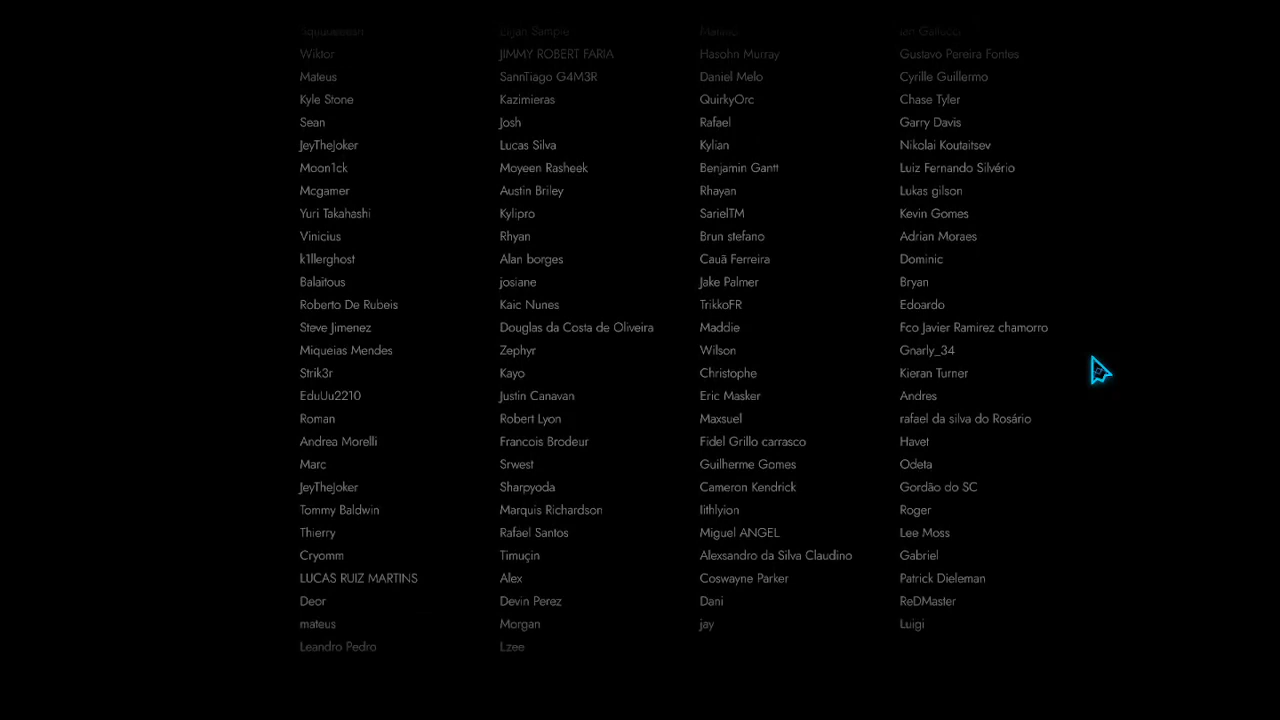 Wiktor JIMMY ROBERT FARIA Hasohn Murray Gustavo Pereira Fontes
Mateus SannTiago G4M3R Daniel Melo Cyrille Guillermo
Kyle Stone Kazimieras QuirkyOrc Chase Tyler
Sean Josh Rafael Garry Davis
JeyTheJoker Lucas Silva Kylian Nikolai Koutaitsev
Moon1ck Moyeen Rasheek Benjamin Gantt Luiz Fernando Silvério
Mcgamer Austin Briley Rhayan Lukas gilson
Yuri Takahashi Kylipro SarielTM Kevin Gomes
Vinicius Rhyan Brun stefano Adrian Moraes
k1llerghost Alan borges Cauã Ferreira Dominic
Balaitous josiane Jake Palmer Bryan
Roberto De Rubeis Kaic Nunes TrikkoFR Edoardo
Steve Jimenez Douglas da Costa de Oliveira Maddie Fco Javier Ramirez chamorro
Miqueias Mendes Zephyr Wilson Gnarly_34
Strik3r Kayo Christophe Kieran Turner
EduUu2210 Justin Canavan Eric Masker Andres
Roman Robert Lyon Maxsuel rafael da silva do Rosário
Andrea Morelli Francois Brodeur Fidel Grillo carrasco Havet
Marc Srwest Guilherme Gomes Odeta
JeyTheJoker Sharpyoda Cameron Kendrick Gordão do SC
Tommy Baldwin Marquis Richardson lithlyion Roger
Thierry Rafael Santos Miguel ANGEL Lee Moss
Cryomm Timuçin Alexsandro da Silva Claudino Gabriel
LUCAS RUIZ MARTINS Alex Coswayne Parker Patrick Dieleman
Deor Devin Perez Dani ReDMaster
mateus Morgan jay Luigi
Leandro Pedro Lzee